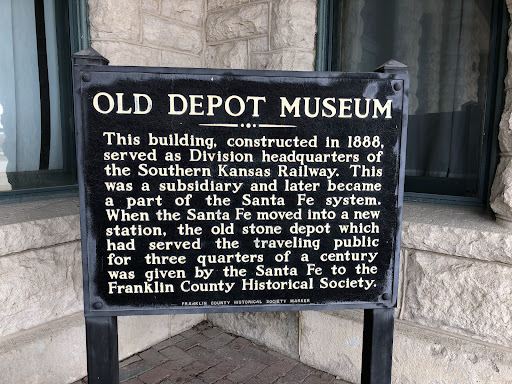 OLD DEPOT MUSEUM
This building, constructed in 1888,
served as Division headquarters of
the Southern Kansas Railway. This
was a subsidiary and later became
a part of the Santa Fe system.
When the Santa Fe moved into a new
station, the old stone depot which
had served the traveling public
for three quarters of a century
was given by the Santa Fe to the
Franklin County Historical Society.
FRANKLIN COUNTY HISTORICAL SOCIETY MARKER